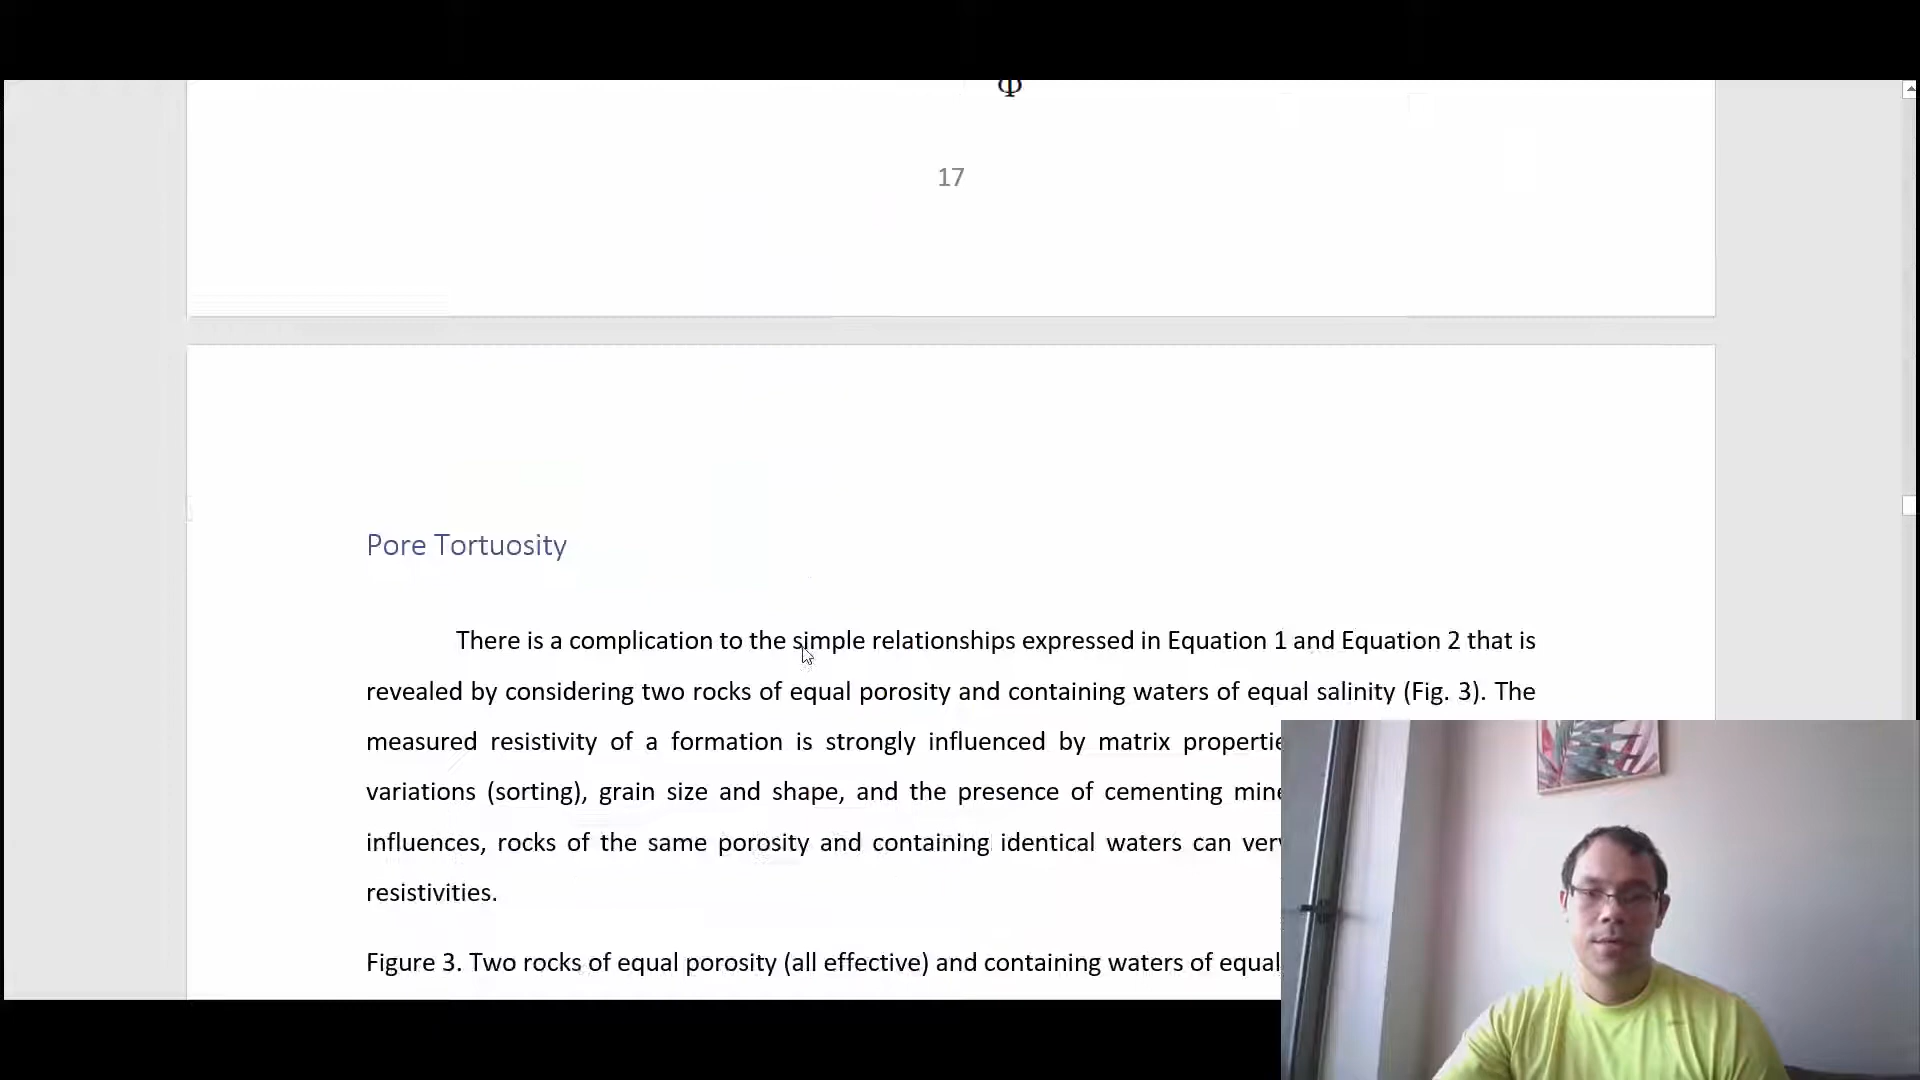 Φ
17
Pore Tortuosity
There is a complication to the simple relationships expressed in Equation 1 and Equation 2 that is
revealed by considering two rocks of equal porosity and containing waters of equal salinity (Fig. 3). The
measured resistivity of a formation is strongly influenced by matrix
variations (sorting), grain size and shape, and the presence of cementing
influences, rocks of the same porosity and containing identical waters can
resistivities.
Figure 3. Two rocks of equal porosity (all effective) and containing waters of equal